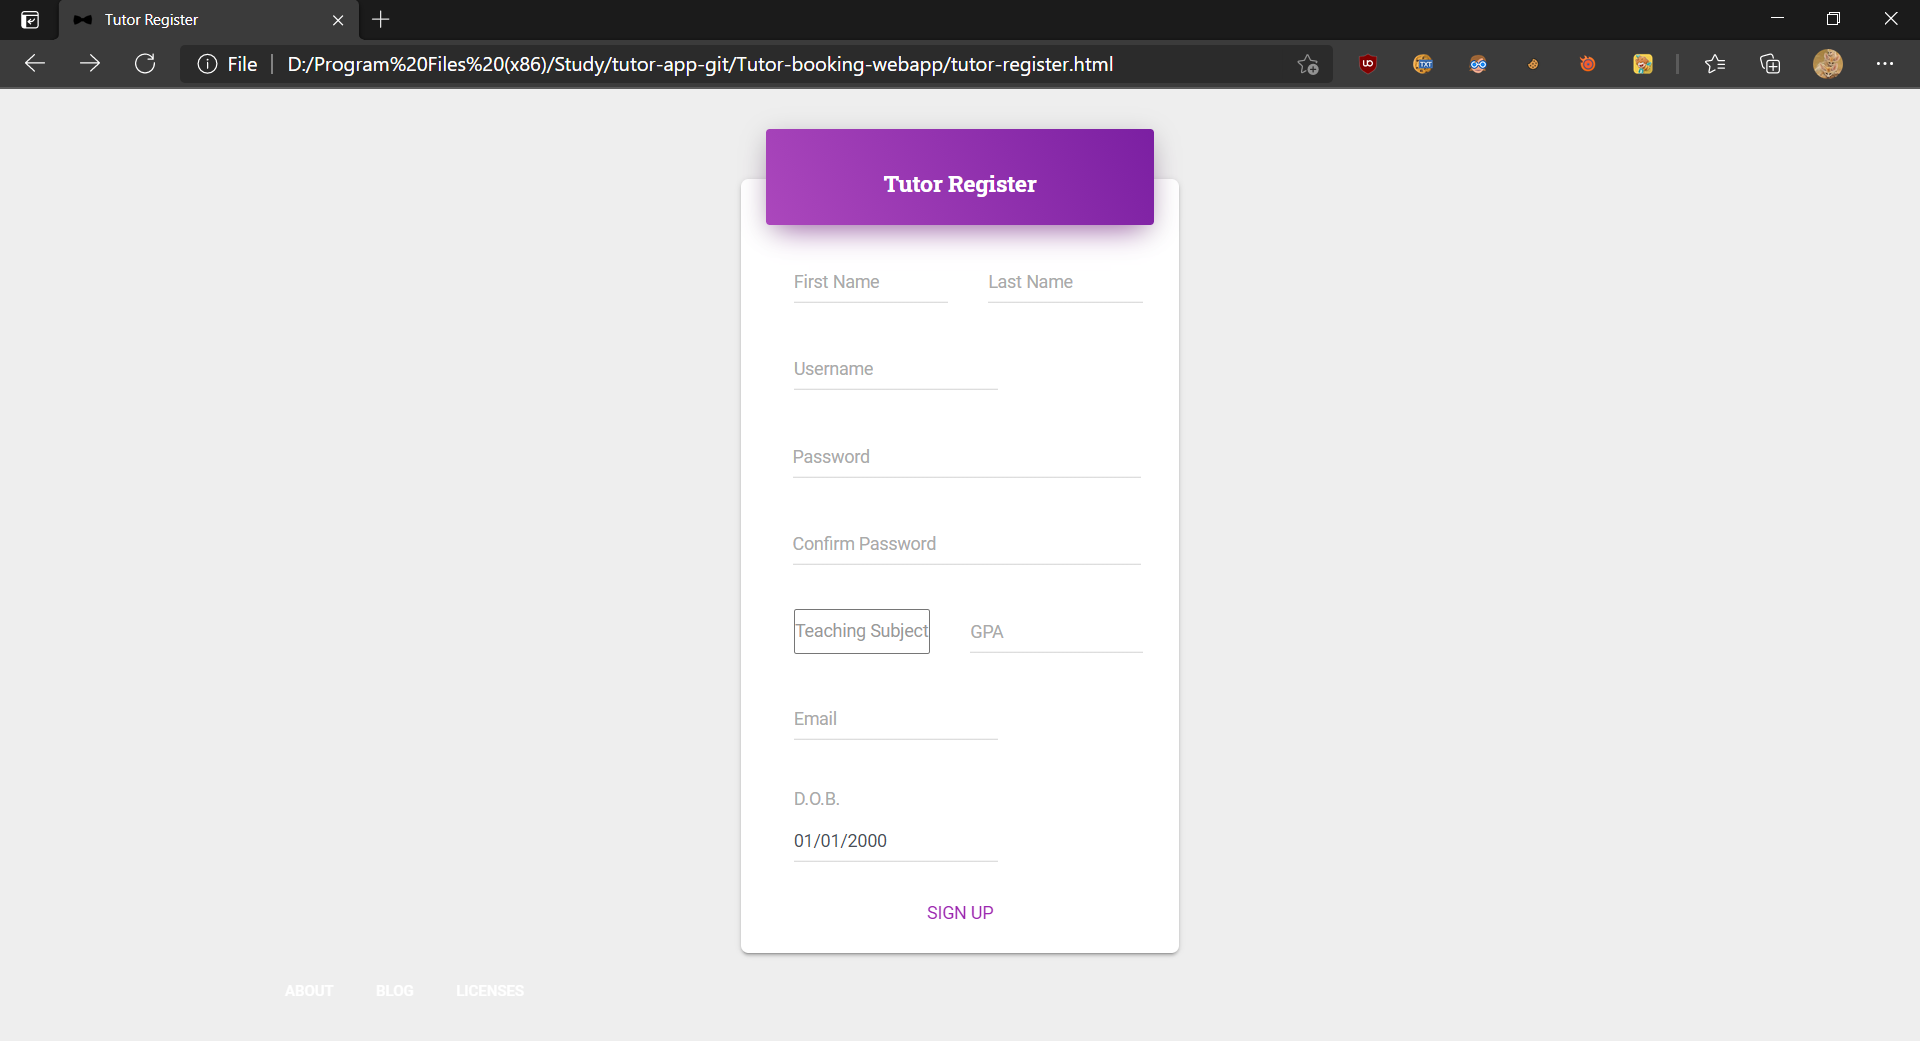 Tutor Register
File | D:/Program%20Files%20(x86)/Study/tutor-app-git/Tutor-booking-webapp/tutor-register.html
Tutor Register
First Name Last Name
Username
Password
Confirm Password
Teaching Subject GPA
Email
D.O.B.
01/01/2000
SIGN UP
ABOUT BLOG LICENSES